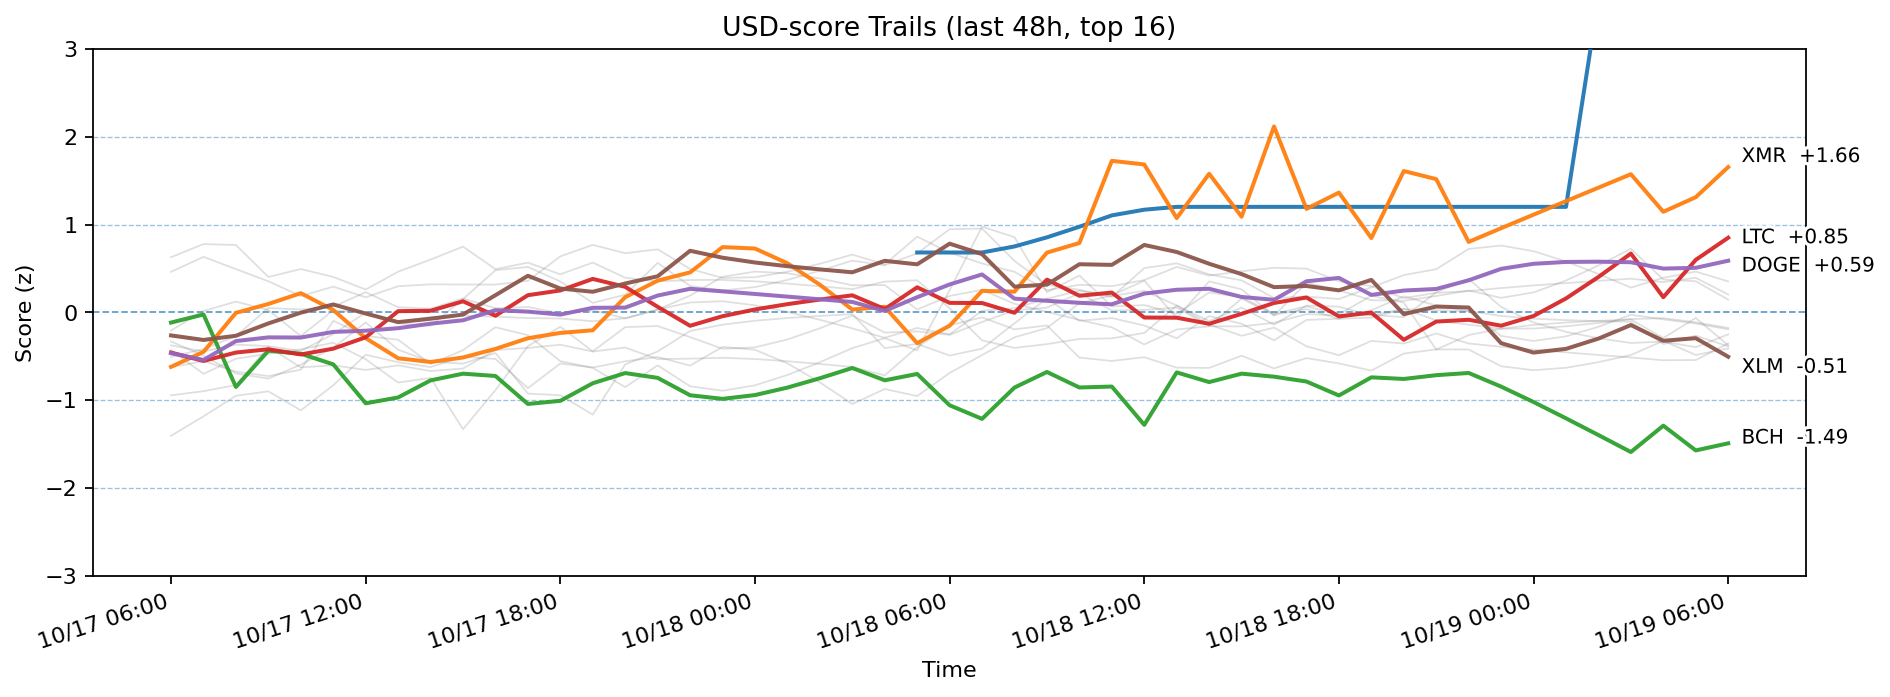 USD-score Trails (last 48h, top 16)
Score (z)
3
2
1
0
−1
−2
−3
XMR +1.66
LTC +0.85
DOGE +0.59
XLM -0.51
BCH -1.49
10/17 06:00
10/17 12:00
10/17 18:00
10/18 00:00
10/18 06:00
10/18 12:00
10/18 18:00
10/19 00:00
10/19 06:00
Time